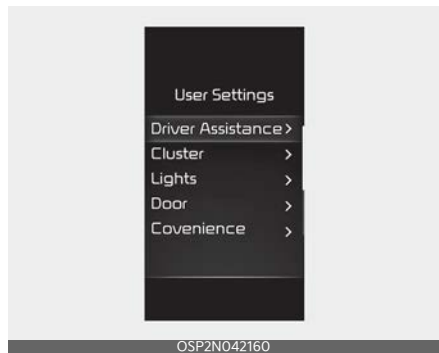 User Settings
Driver Assistance >
Cluster >
Lights >
Door >
Covenience >
OSP2N042160